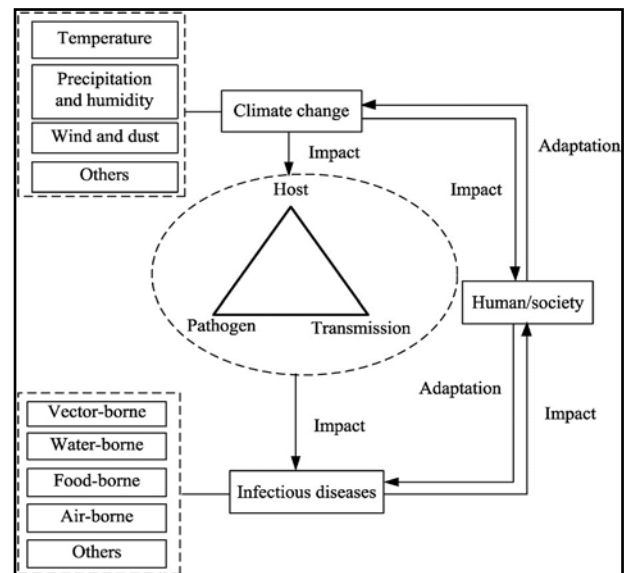 Temperature
Precipitation
and humidity
Wind and dust
Others
Climate change
Impact
Adaptation
Impact
Host
Pathogen
Transmission
Human/society
Adaptation
Impact
Impact
Vector-borne
Water-borne
Food-borne
Air-borne
Others
Infectious diseases